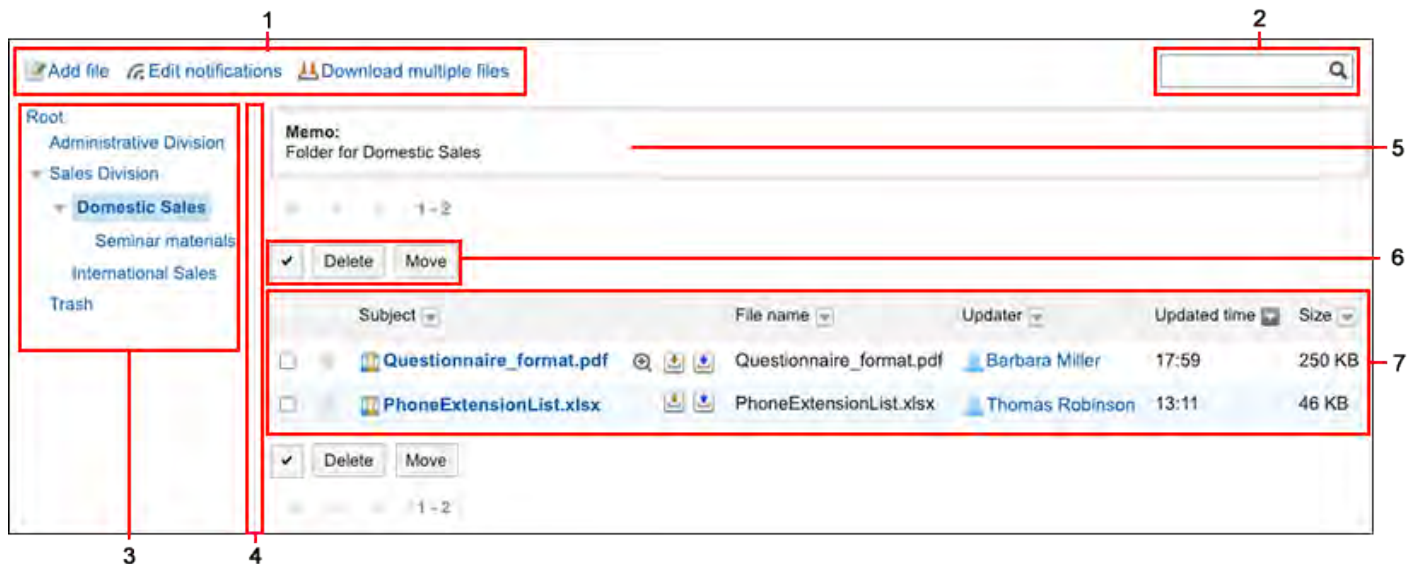 1
2
Add file Edit notifications Download multiple files
Root
Administrative Division
Sales Division
Domestic Sales
Seminar materials
International Sales
Trash
Memo:
Folder for Domestic Sales
5
1 - 2
Delete Move
6
Subject File name Updater Updated time Size
Questionnaire_format.pdf Questionnaire_format.pdf Barbara Miller 17:59 250 KB
7
PhoneExtensionList.xlsx PhoneExtensionList.xlsx Thomas Robinson 13:11 46 KB
Delete Move
1 - 2
3
4